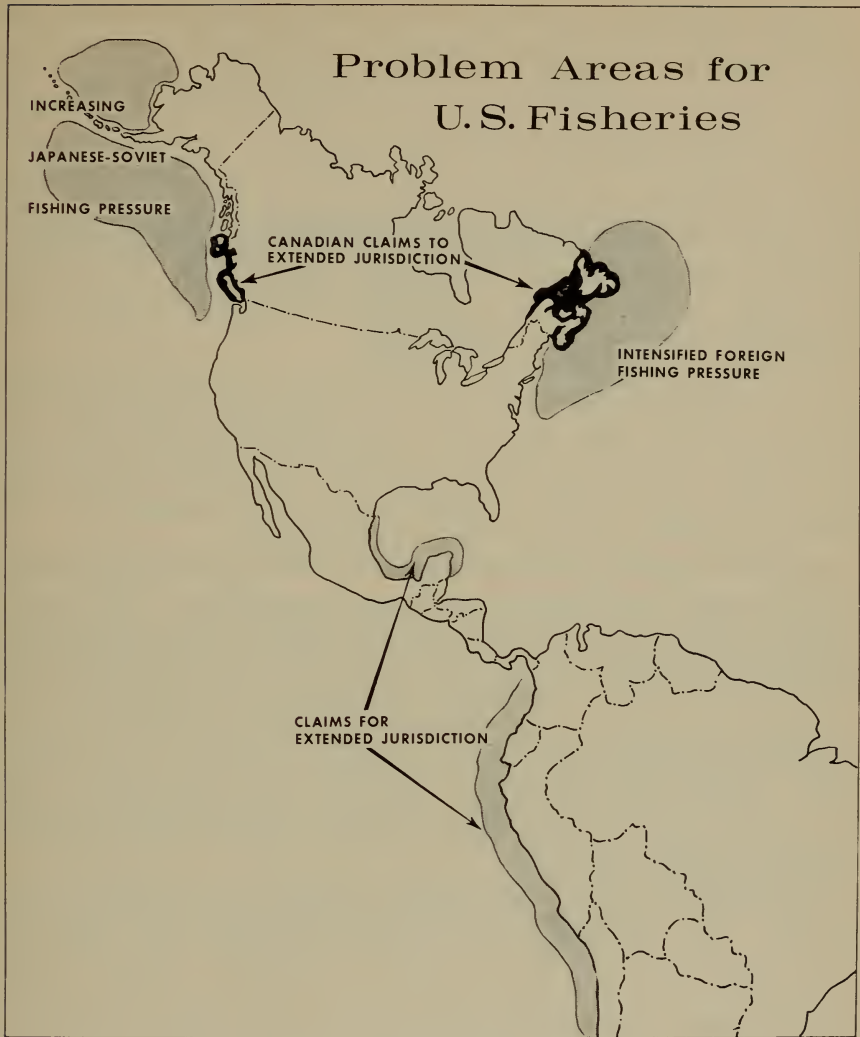 Problem Areas for
U.S. Fisheries
INCREASING
JAPANESE-SOVIET
FISHING PRESSURE
CANADIAN CLAIMS TO
EXTENDED JURISDICTION
INTENSIFIED FOREIGN
FISHING PRESSURE
CLAIMS FOR
EXTENDED JURISDICTION